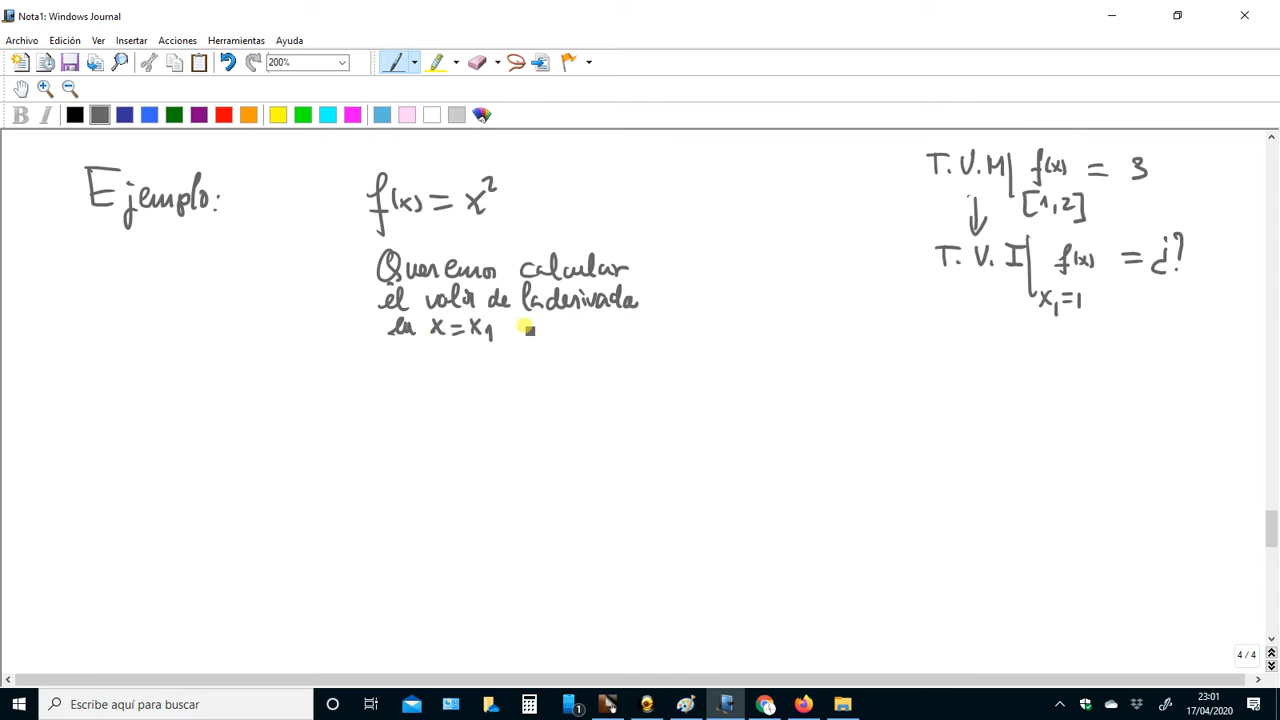 Nota1: Windows Journal
Archivo Edición Ver Insertar Acciones Herramientas Ayuda
200%
B I
Ejemplo: f(x) = x²
Queremos calcular
el valor de la derivada
en x = x₁
T.V.M| f(x) = 3
[1,2]
↓
T.V.I| f(x) = ¿?
x₁=1
4 / 4
Escribe aquí para buscar
1
23:01
17/04/2020